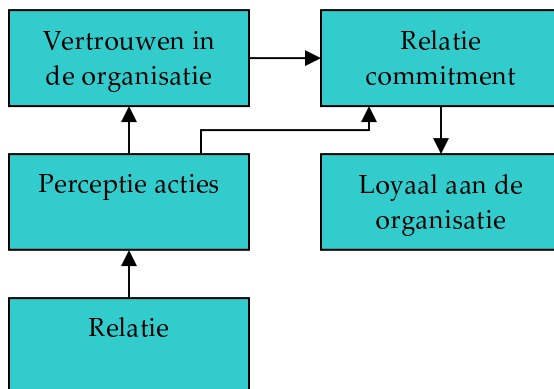 Vertrouwen in
de organisatie
Relatie
commitment
Perceptie acties
Loyaal aan de
organisatie
Relatie